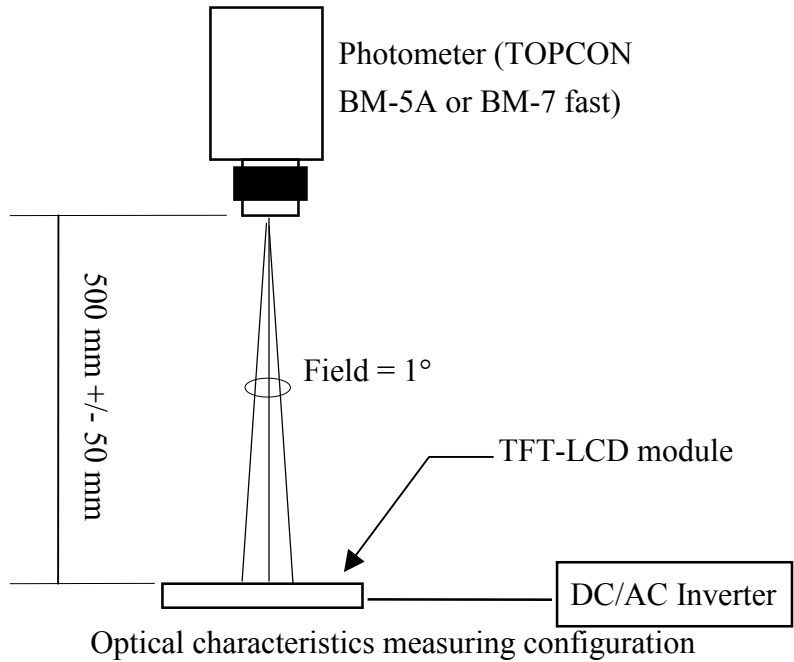 Photometer (TOPCON
BM-5A or BM-7 fast)
500 mm +/- 50 mm
Field = 1°
TFT-LCD module
DC/AC Inverter
Optical characteristics measuring configuration